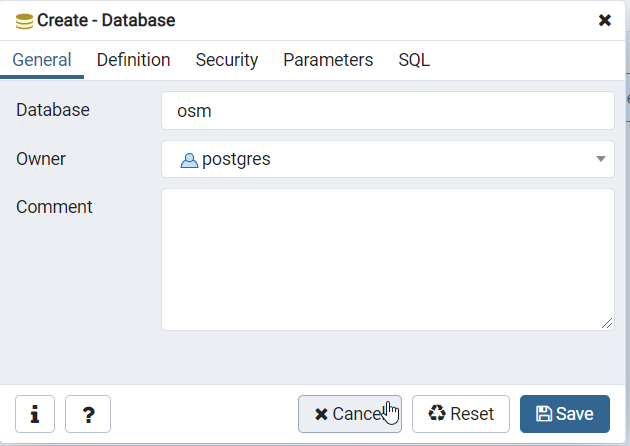 Create - Database
General Definition Security Parameters SQL
Database osm
Owner postgres
Comment
i ? Cancel Reset Save